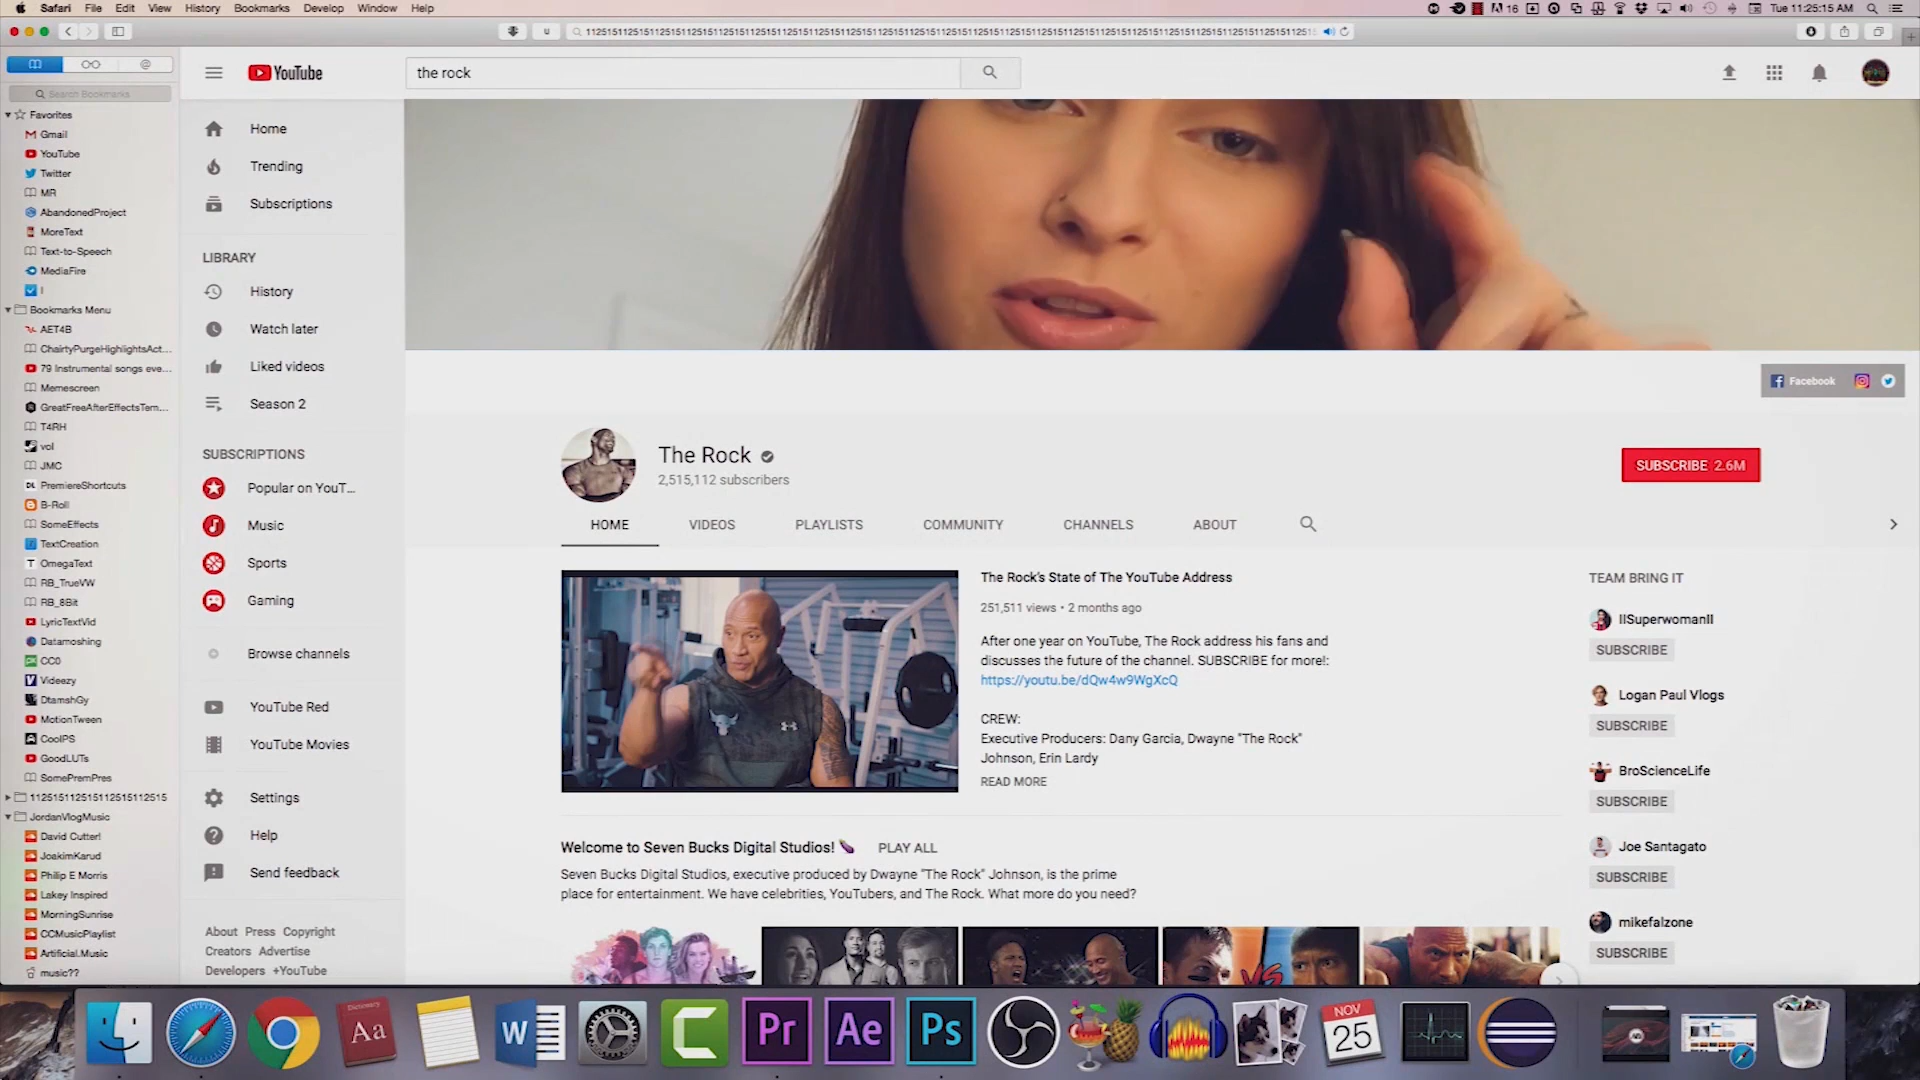 Safari File Edit View History Bookmarks Develop Window Help
16
Tue 11:25:15 AM
u
Search Bookmarks
Favorites
Gmail
YouTube
Twitter
MR
AbandonedProject
MoreText
Text-to-Speech
MediaFire
I
Bookmarks Menu
AET4B
ChairtyPurgeHighlightsAct...
79 Instrumental songs eve...
Memescreen
GreatFreeAfterEffectsTem...
T4RH
vol
JMC
PremiereShortcuts
B-Roll
SomeEffects
TextCreation
OmegaText
RB_TrueVW
RB_8Bit
LyricTextVid
Datamoshing
CC0
Videezy
DtamshGy
MotionTween
CoolPS
GoodLUTs
SomePremPres
1125151125151125151125​15
JordanVlogMusic
David Cutter!
JoakimKarud
Philip E Morris
Lakey Inspired
MorningSunrise
CCMusicPlaylist
Artificial.Music
music??
YouTube
the rock
Home
Trending
Subscriptions
LIBRARY
History
Watch later
Liked videos
Season 2
SUBSCRIPTIONS
Popular on YouT...
Music
Sports
Gaming
Browse channels
YouTube Red
YouTube Movies
Settings
Help
Send feedback
About Press Copyright
Creators Advertise
Developers +YouTube
Facebook
The Rock
2,515,112 subscribers
SUBSCRIBE 2.6M
HOME VIDEOS PLAYLISTS COMMUNITY CHANNELS ABOUT
The Rock's State of The YouTube Address
251,511 views • 2 months ago
After one year on YouTube, The Rock address his fans and
discusses the future of the channel. SUBSCRIBE for more!:
https://youtu.be/dQw4w9WgXcQ
CREW:
Executive Producers: Dany Garcia, Dwayne "The Rock"
Johnson, Erin Lardy
READ MORE
Welcome to Seven Bucks Digital Studios! 🍆 PLAY ALL
Seven Bucks Digital Studios, executive produced by Dwayne "The Rock" Johnson, is the prime
place for entertainment. We have celebrities, YouTubers, and The Rock. What more do you need?
VS
TEAM BRING IT
IISuperwomanII
SUBSCRIBE
Logan Paul Vlogs
SUBSCRIBE
BroScienceLife
SUBSCRIBE
Joe Santagato
SUBSCRIBE
mikefalzone
SUBSCRIBE
Dictionary
Aa
W
C
Pr
Ae
Ps
NOV
25